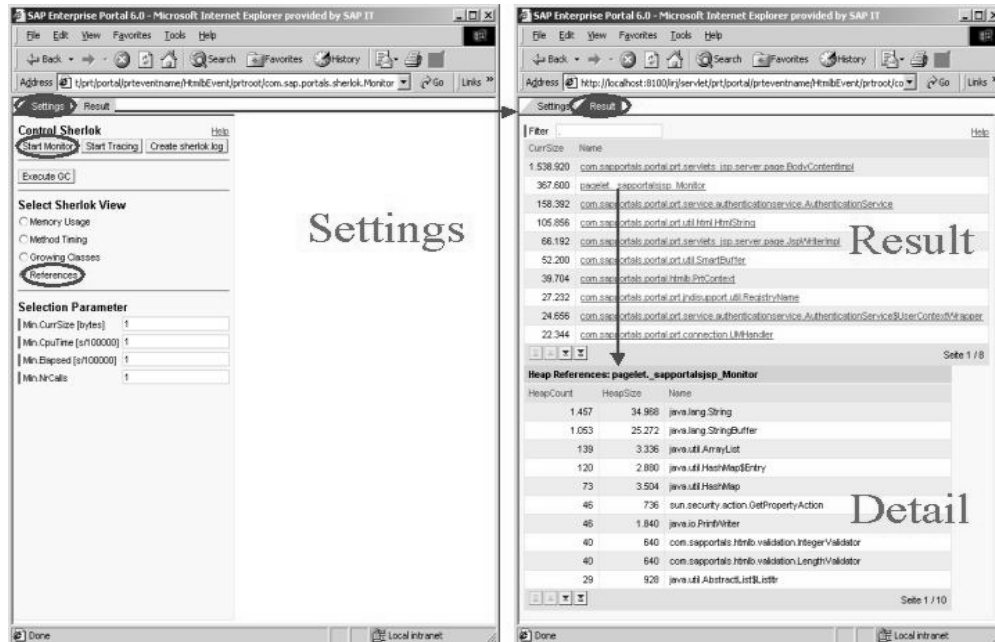 SAP Enterprise Portal 6.0 - Microsoft Internet Explorer provided by SAP IT
File Edit View Favorites Tools Help
Back Search Favorites History
Address t/prt/portal/prteventname/HtmlbEvent/prtroot/com.sap.portals.sherlok.Monitor Go Links
Settings Result
Control Sherlok Help
Start Monitor Start Tracing Create sherlok.log
Execute GC
Select Sherlok View
Memory Usage
Method Timing
Growing Classes
References
Selection Parameter
Min.CurrSize [bytes] 1
Min.CpuTime [s/100000] 1
Min.Elapsed [s/100000] 1
Min.NrCalls 1
Settings
Done Local intranet
SAP Enterprise Portal 6.0 - Microsoft Internet Explorer provided by SAP IT
File Edit View Favorites Tools Help
Back Search Favorites History
Address http://localhost:8100/irj/servlet/prt/portal/prteventname/HtmlbEvent/prtroot/co Go Links
Settings Result
Filter Help
CurrSize Name
1.538.920 com.sapportals.portal.prt.servlets_jsp.server.page.BodyContentImpl
367.600 pagelet._sapportalsjsp_Monitor
158.392 com.sapportals.portal.prt.service.authenticationservice.AuthenticationService
105.856 com.sapportals.portal.prt.util.html.HtmlString
66.192 com.sapportals.portal.prt.servlets_jsp.server.page.JspWriterImpl
52.200 com.sapportals.portal.prt.util.SmartBuffer
39.704 com.sapportals.portal.htmlb.PrtContext
27.232 com.sapportals.portal.prt.jndisupport.util.RegistryName
24.656 com.sapportals.portal.prt.service.authenticationservice.AuthenticationService$UserContextWrapper
22.344 com.sapportals.portal.prt.connection.UMHandler
Result
Seite 1 / 8
Heap References: pagelet._sapportalsjsp_Monitor
HeapCount HeapSize Name
1.457 34.968 java.lang.String
1.053 25.272 java.lang.StringBuffer
139 3.336 java.util.ArrayList
120 2.880 java.util.HashMap$Entry
73 3.504 java.util.HashMap
46 736 sun.security.action.GetPropertyAction
46 1.840 java.io.PrintWriter
40 640 com.sapportals.htmlb.validation.IntegerValidator
40 640 com.sapportals.htmlb.validation.LengthValidator
29 928 java.util.AbstractList$ListItr
Detail
Seite 1 / 10
Done Local intranet